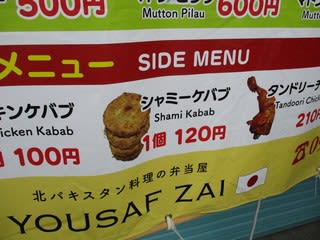 500円
600円
Mutton Pilau
メニュー SIDE MENU
キンケバブ
シャミーケバブ
タンドリーチ
icken Kabab
Shami Kabab
Tandoori Chick
100円
1個 120円
210
北パキスタン料理の弁当屋
YOUSAF ZAI